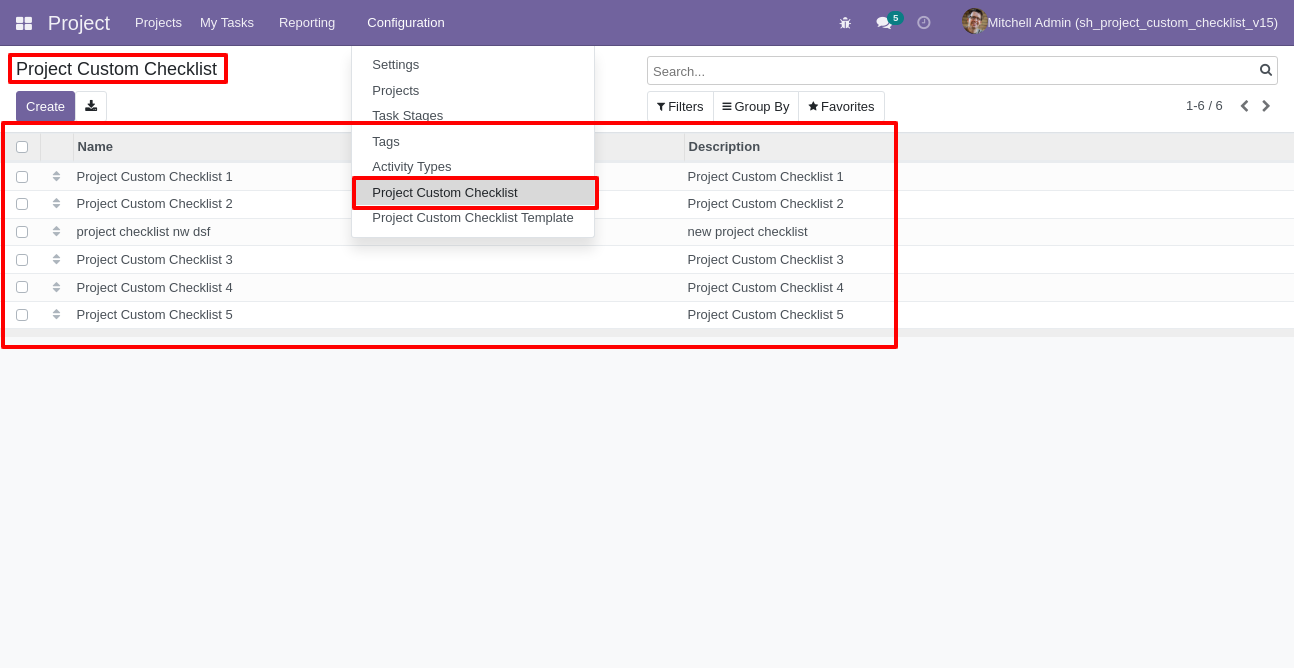 Project Projects My Tasks Reporting Configuration 5 Mitchell Admin (sh_project_custom_checklist_v15)
Project Custom Checklist
Search...
Create
Filters Group By Favorites 1-6 / 6
Settings
Projects
Task Stages
Tags
Activity Types
Project Custom Checklist
Project Custom Checklist Template
Name Description
Project Custom Checklist 1 Project Custom Checklist 1
Project Custom Checklist 2 Project Custom Checklist 2
project checklist nw dsf new project checklist
Project Custom Checklist 3 Project Custom Checklist 3
Project Custom Checklist 4 Project Custom Checklist 4
Project Custom Checklist 5 Project Custom Checklist 5